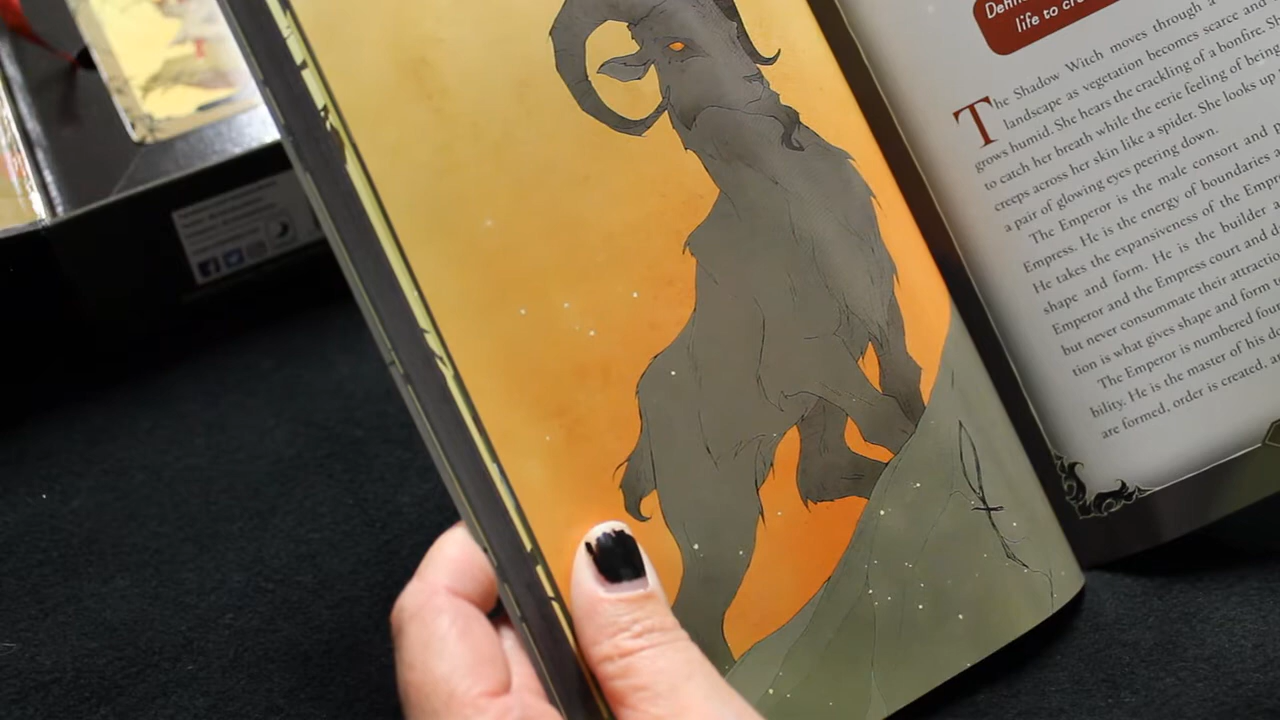 Defin
life to cre
The Shadow Witch moves through a
landscape as vegetation becomes scarce and
grows humid. She hears the crackling of a bonfire. S
to catch her breath while the eerie feeling of being
creeps across her skin like a spider. She looks up
a pair of glowing eyes peering down.
The Emperor is the male consort and p
Empress. He is the energy of boundaries a
He takes the expansiveness of the Empr
shape and form. He is the builder a
Emperor and the Empress court and d
but never consummate their attractio
tion is what gives shape and form t
The Emperor is numbered fou
bility. He is the master of his de
are formed, order is created, a